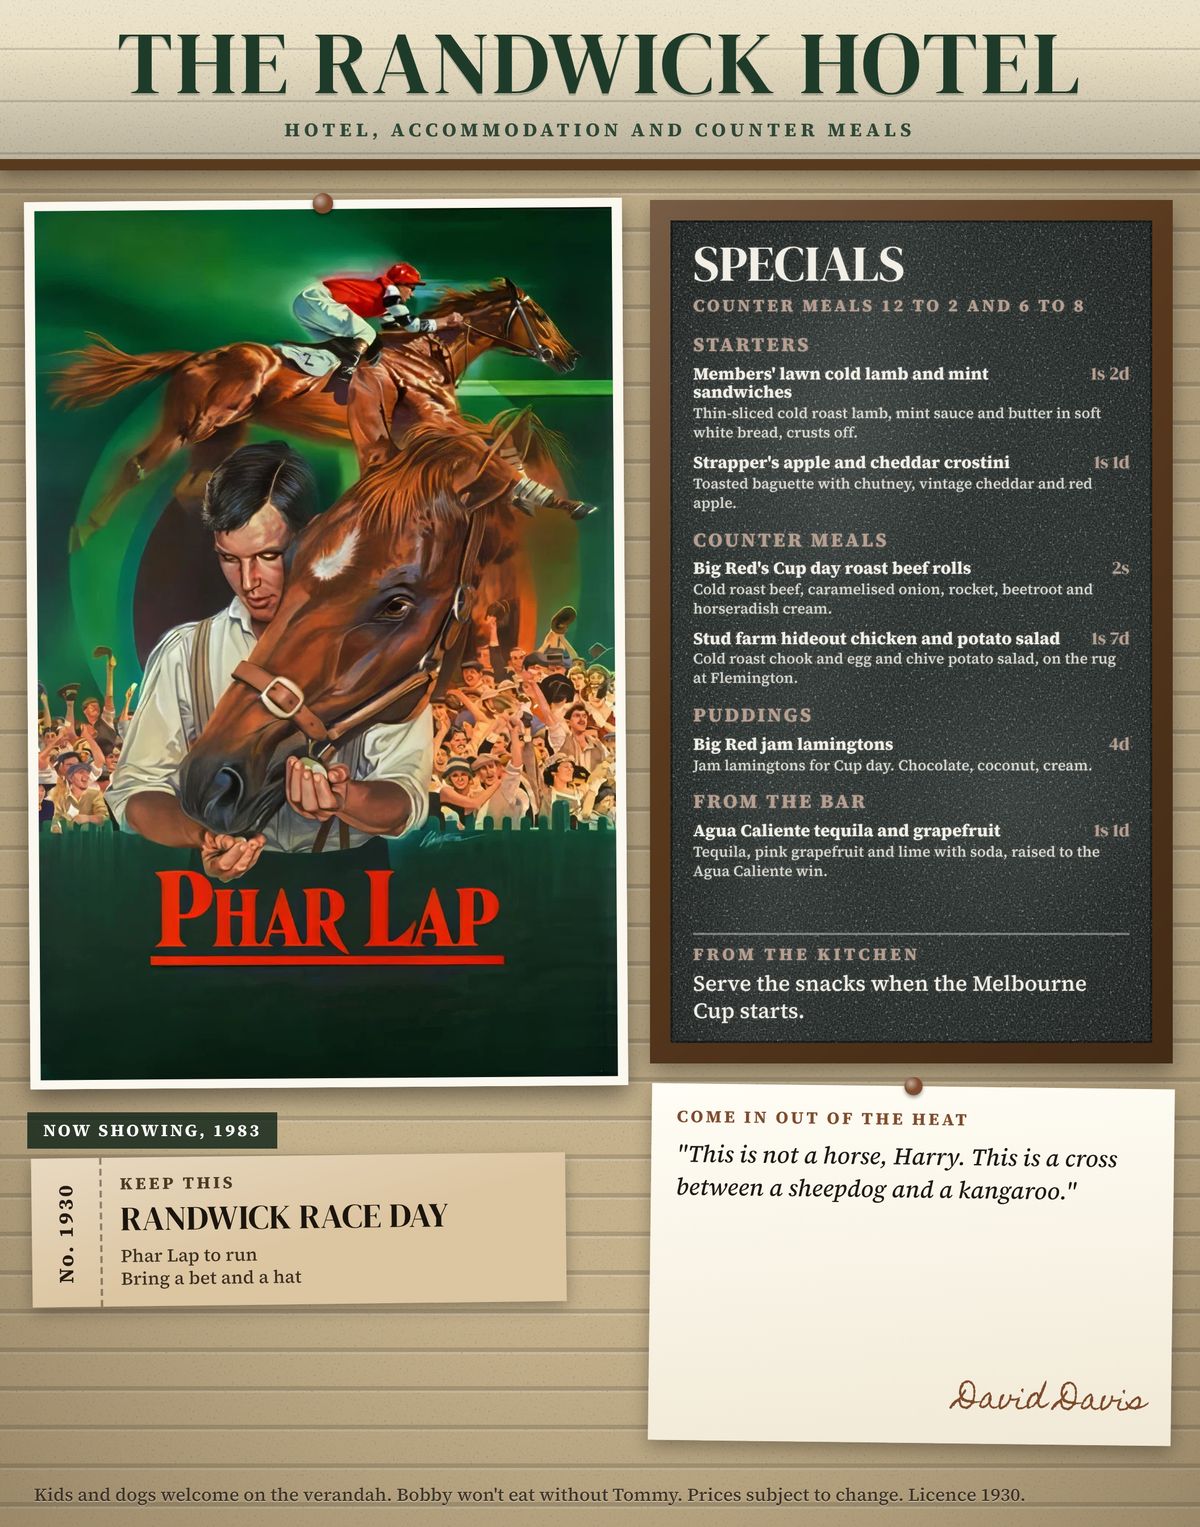 THE RANDWICK HOTEL
HOTEL, ACCOMMODATION AND COUNTER MEALS
2
PHAR LAP
NOW SHOWING, 1983
No. 1930
KEEP THIS
RANDWICK RACE DAY
Phar Lap to run
Bring a bet and a hat
SPECIALS
COUNTER MEALS 12 TO 2 AND 6 TO 8
STARTERS
Members' lawn cold lamb and mint 1s 2d
sandwiches
Thin-sliced cold roast lamb, mint sauce and butter in soft
white bread, crusts off.
Strapper's apple and cheddar crostini 1s 1d
Toasted baguette with chutney, vintage cheddar and red
apple.
COUNTER MEALS
Big Red's Cup day roast beef rolls 2s
Cold roast beef, caramelised onion, rocket, beetroot and
horseradish cream.
Stud farm hideout chicken and potato salad 1s 7d
Cold roast chook and egg and chive potato salad, on the rug
at Flemington.
PUDDINGS
Big Red jam lamingtons 4d
Jam lamingtons for Cup day. Chocolate, coconut, cream.
FROM THE BAR
Agua Caliente tequila and grapefruit 1s 1d
Tequila, pink grapefruit and lime with soda, raised to the
Agua Caliente win.
FROM THE KITCHEN
Serve the snacks when the Melbourne
Cup starts.
COME IN OUT OF THE HEAT
"This is not a horse, Harry. This is a cross
between a sheepdog and a kangaroo."
David Davis
Kids and dogs welcome on the verandah. Bobby won't eat without Tommy. Prices subject to change. Licence 1930.